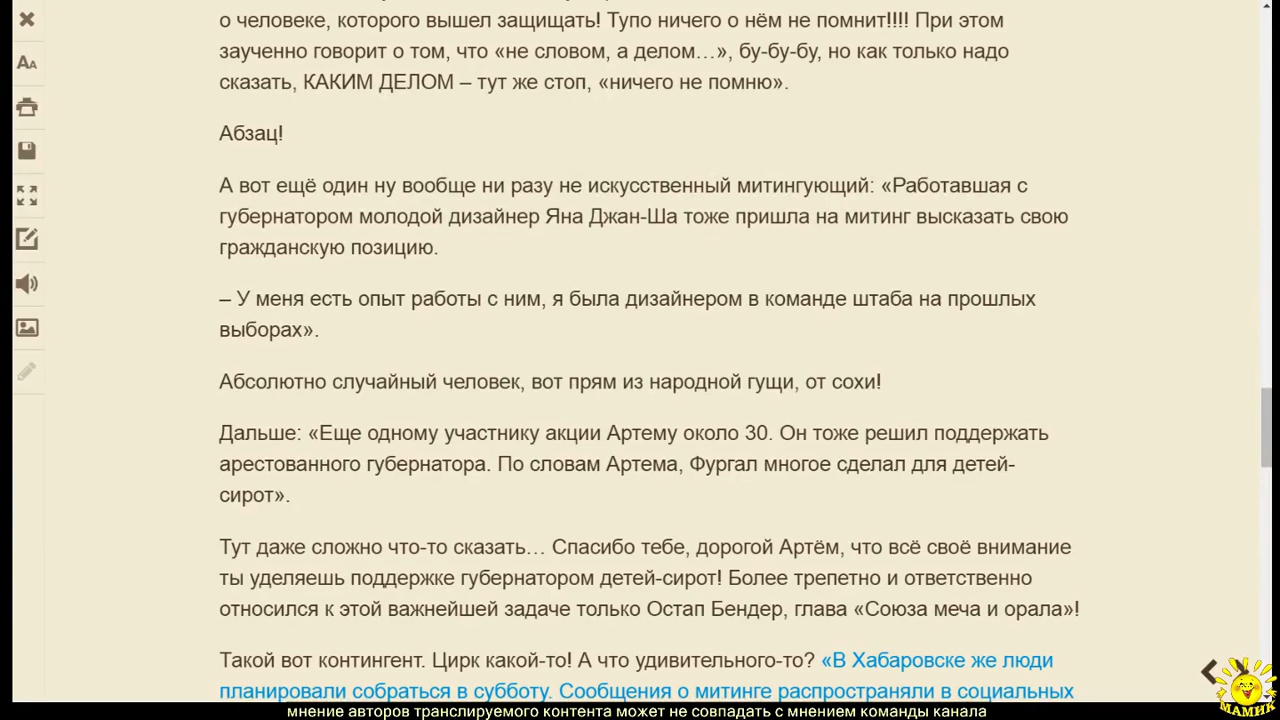 о человеке, которого вышел защищать! Тупо ничего о нём не помнит!!!! При этом
заученно говорит о том, что «не словом, а делом…», бу-бу-бу, но как только надо
сказать, КАКИМ ДЕЛОМ – тут же стоп, «ничего не помню».
Абзац!
А вот ещё один ну вообще ни разу не искусственный митингующий: «Работавшая с
губернатором молодой дизайнер Яна Джан-Ша тоже пришла на митинг высказать свою
гражданскую позицию.
– У меня есть опыт работы с ним, я была дизайнером в команде штаба на прошлых
выборах».
Абсолютно случайный человек, вот прям из народной гущи, от сохи!
Дальше: «Еще одному участнику акции Артему около 30. Он тоже решил поддержать
арестованного губернатора. По словам Артема, Фургал многое сделал для детей-
сирот».
Тут даже сложно что-то сказать… Спасибо тебе, дорогой Артём, что всё своё внимание
ты уделяешь поддержке губернатором детей-сирот! Более трепетно и ответственно
относился к этой важнейшей задаче только Остап Бендер, глава «Союза меча и орала»!
Такой вот контингент. Цирк какой-то! А что удивительного-то? «В Хабаровске же люди
планировали собраться в субботу. Сообщения о митинге распространяли в социальных
МАМИК
мнение авторов транслируемого контента может не совпадать с мнением команды канала